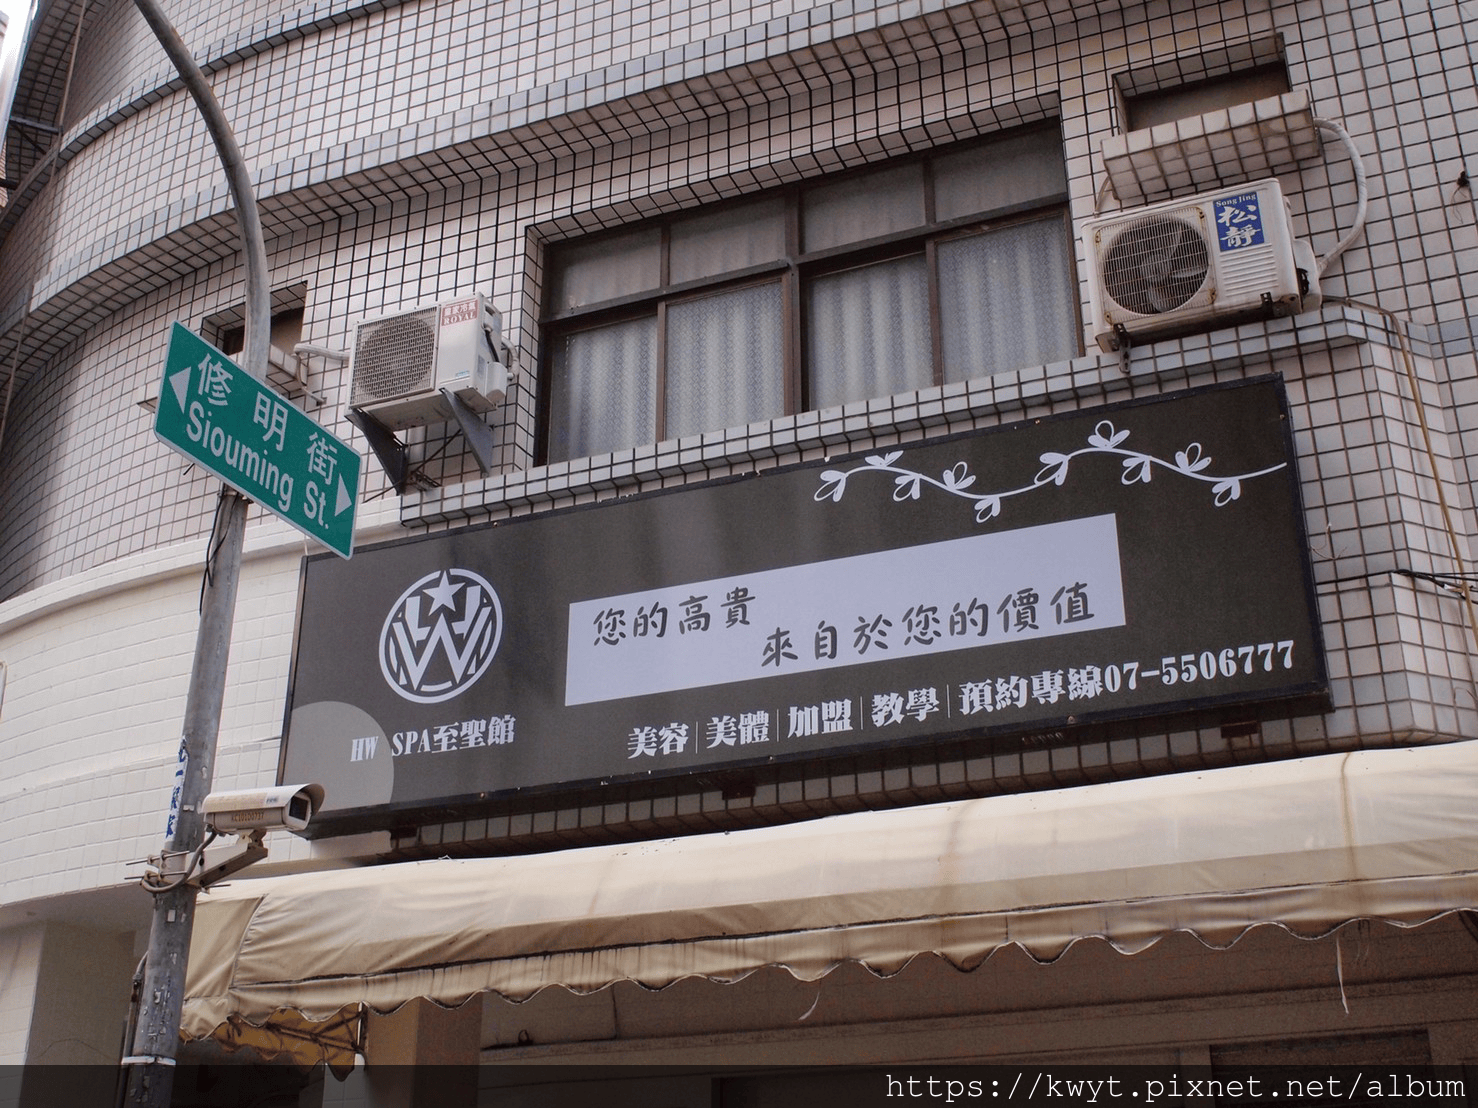 Song Jing
松靜
ROYAL
修明街
Siouming St.
您的高貴
來自於您的價值
HW SPA至聖館
美容|美體|加盟|教學|預約專線07-5506777
https://kwyt.pixnet.net/album